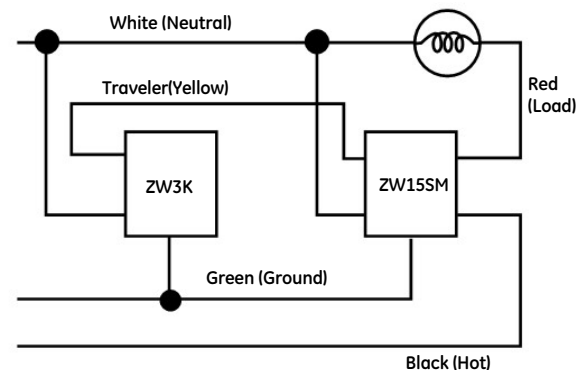 White (Neutral)
Traveler(Yellow)
Red
(Load)
ZW3K
ZW15SM
Green (Ground)
Black (Hot)